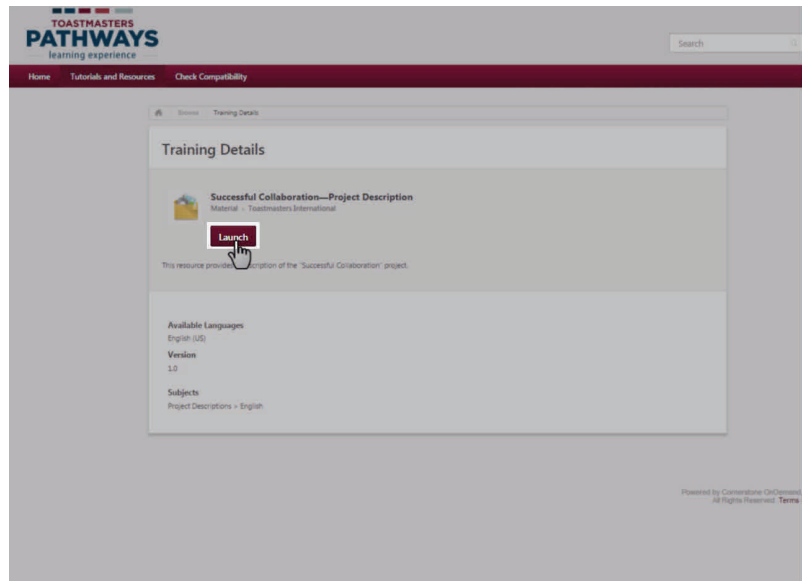 TOASTMASTERS
PATHWAYS
learning experience
Search
Home Tutorials and Resources Check Compatibility
Browse Training Details
Training Details
Successful Collaboration—Project Description
Material - Toastmasters International
Launch
This resource provides description of the "Successful Collaboration" project.
Available Languages
English (US)
Version
1.0
Subjects
Project Descriptions > English
Powered by Cornerstone OnDemand,
All Rights Reserved. Terms